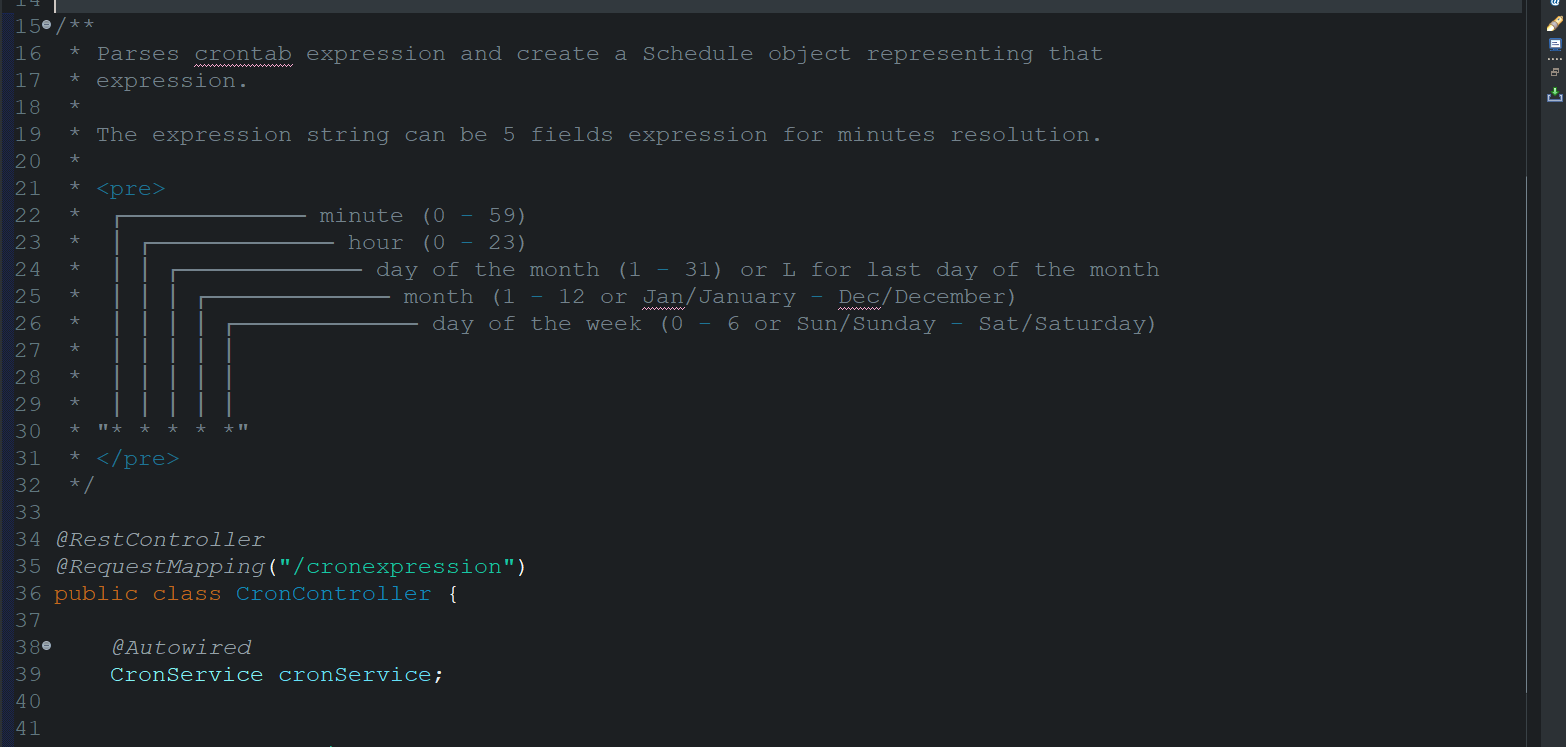 14
15 /**
16  * Parses crontab expression and create a Schedule object representing that
17  * expression.
18  *
19  * The expression string can be 5 fields expression for minutes resolution.
20  *
21  * <pre>
22  *  ┌───────────── minute (0 - 59)
23  *  │ ┌───────────── hour (0 - 23)
24  *  │ │ ┌───────────── day of the month (1 - 31) or L for last day of the month
25  *  │ │ │ ┌───────────── month (1 - 12 or Jan/January - Dec/December)
26  *  │ │ │ │ ┌───────────── day of the week (0 - 6 or Sun/Sunday - Sat/Saturday)
27  *  │ │ │ │ │
28  *  │ │ │ │ │
29  *  │ │ │ │ │
30  * "* * * * *"
31  * </pre>
32  */
33
34 @RestController
35 @RequestMapping("/cronexpression")
36 public class CronController {
37
38     @Autowired
39     CronService cronService;
40
41